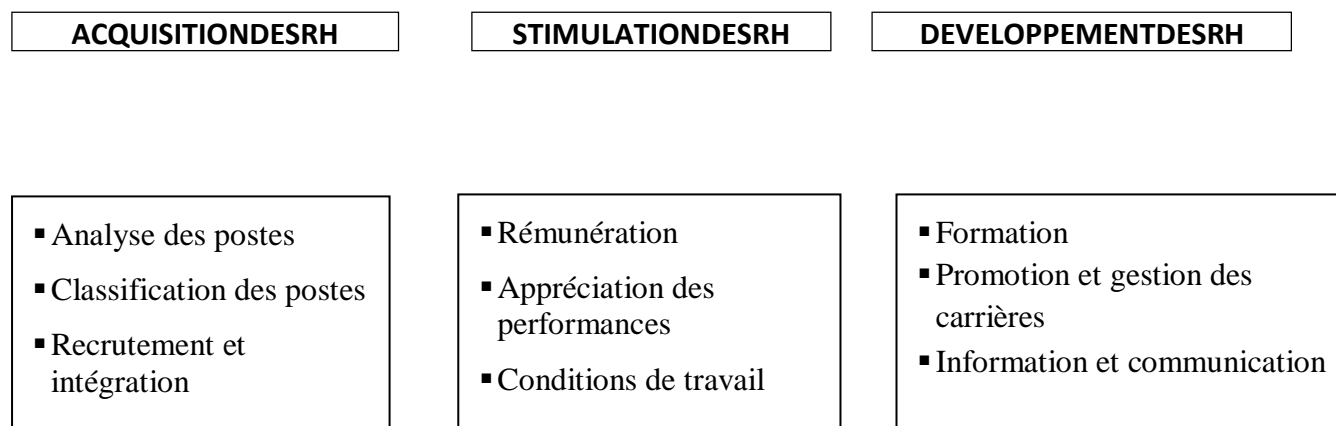 ACQUISITIONDESRH
STIMULATIONDESRH
DEVELOPPEMENTDESRH
▪ Analyse des postes
▪ Classification des postes
▪ Recrutement et
intégration
▪ Rémunération
▪ Appréciation des
performances
▪ Conditions de travail
▪ Formation
▪ Promotion et gestion des
carrières
▪ Information et communication